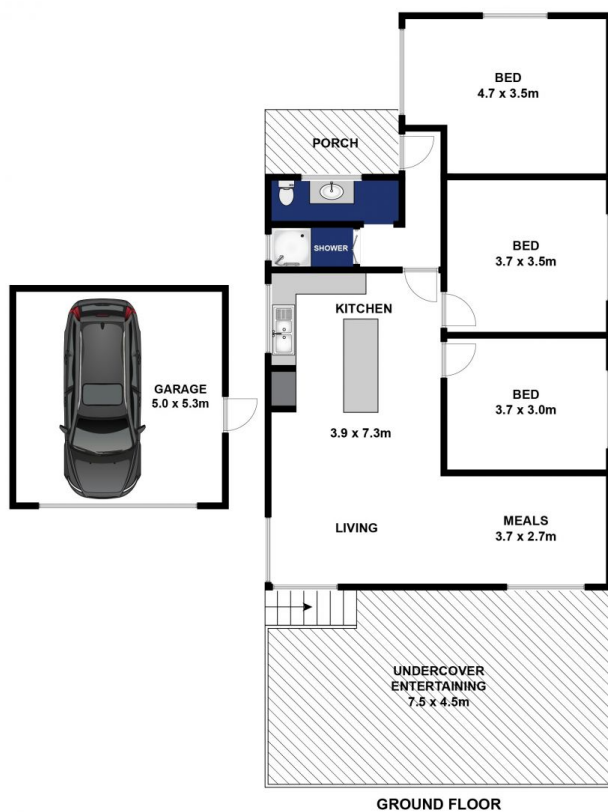 BED
4.7 x 3.5m
PORCH
SHOWER
BED
3.7 x 3.5m
KITCHEN
GARAGE
5.0 x 5.3m
BED
3.7 x 3.0m
3.9 x 7.3m
LIVING
MEALS
3.7 x 2.7m
UNDERCOVER
ENTERTAINING
7.5 x 4.5m
GROUND FLOOR